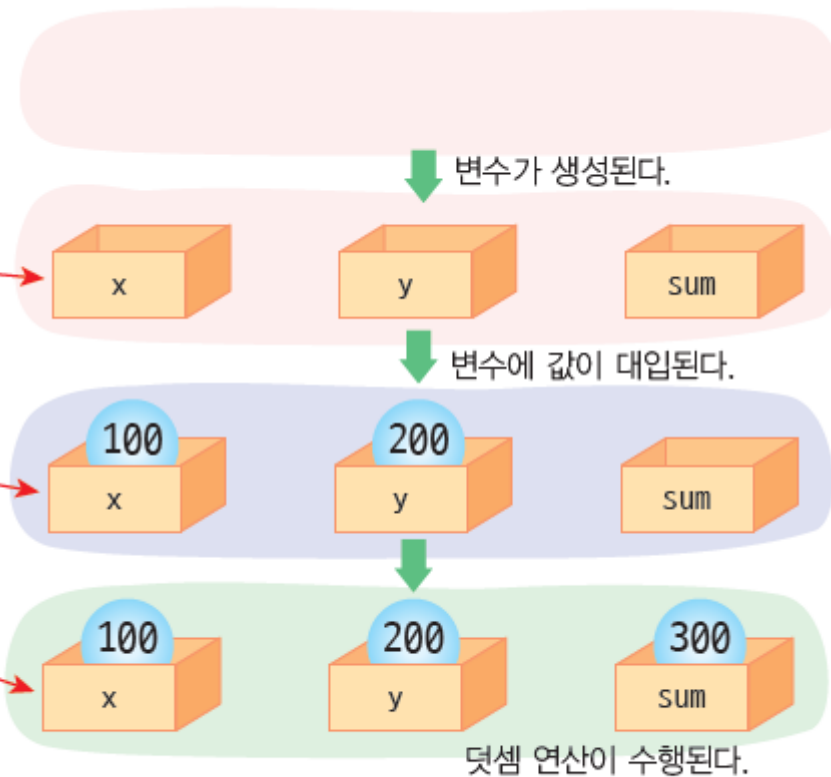 변수가 생성된다.
x y sum
변수에 값이 대입된다.
100 200
x y sum
100 200 300
x y sum
덧셈 연산이 수행된다.